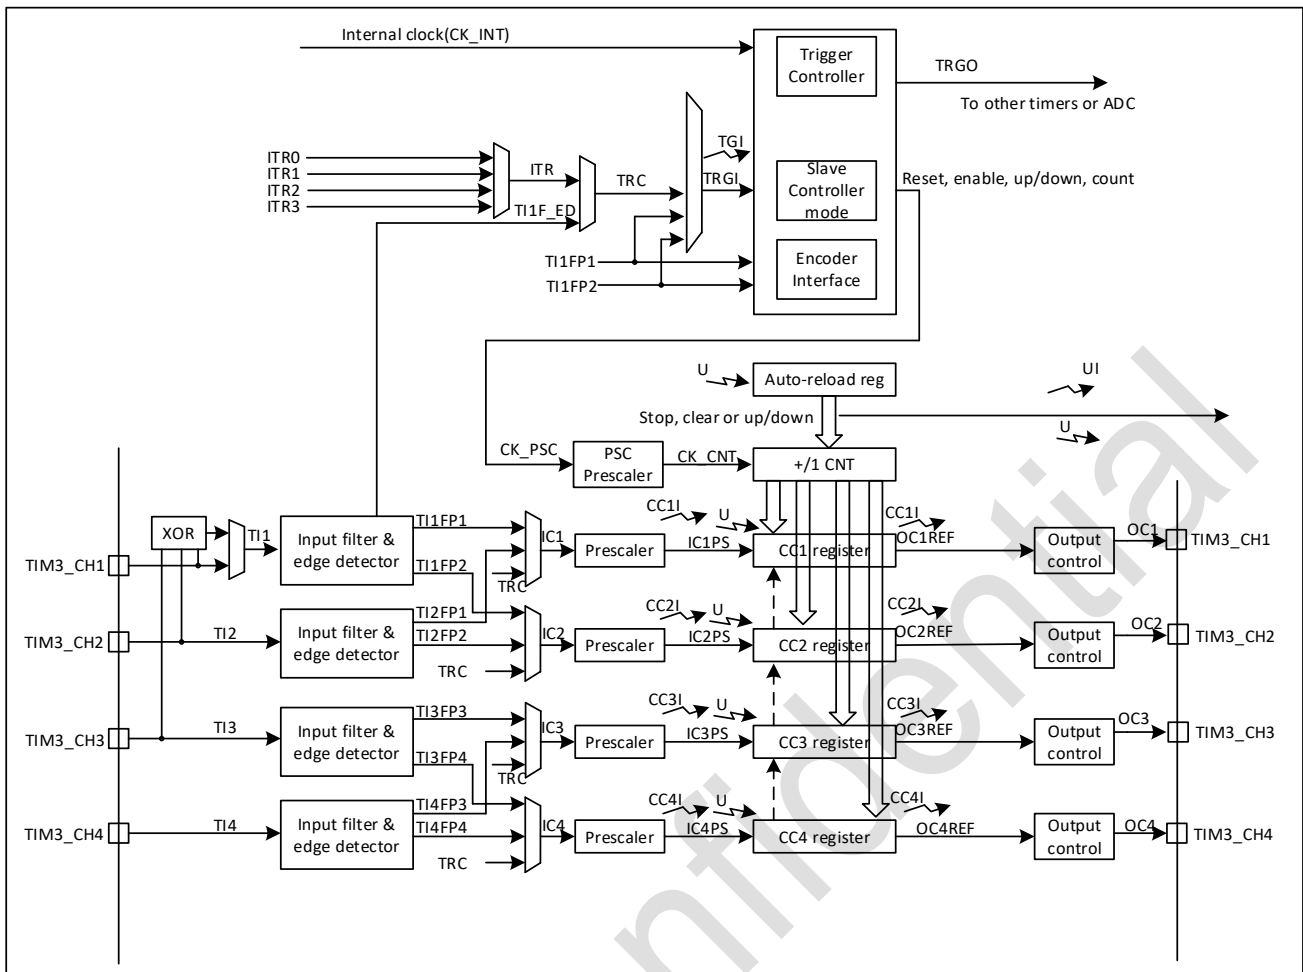 Internal clock(CK_INT)
Trigger
Controller
TRGO
To other timers or ADC
TGI
ITR0
ITR1
ITR2
ITR3
ITR
TRC
TRGI
TI1F_ED
Slave
Controller
mode
Reset, enable, up/down, count
TI1FP1
TI1FP2
Encoder
Interface
U
Auto-reload reg
UI
Stop, clear or up/down
U
CK_PSC
PSC
Prescaler
CK_CNT
+/1 CNT
XOR
TI1
Input filter &
edge detector
TI1FP1
TI1FP2
TRC
IC1
Prescaler
CC1I
U
IC1PS
CC1 register
CC1I
OC1REF
Output
control
OC1
TIM3_CH1
TIM3_CH1
TIM3_CH2
TI2
Input filter &
edge detector
TI2FP1
TI2FP2
TRC
IC2
Prescaler
CC2I
U
IC2PS
CC2 register
CC2I
OC2REF
Output
control
OC2
TIM3_CH2
TIM3_CH3
TI3
Input filter &
edge detector
TI3FP3
TI3FP4
TRC
IC3
Prescaler
CC3I
U
IC3PS
CC3 register
CC3I
OC3REF
Output
control
OC3
TIM3_CH3
TIM3_CH4
TI4
Input filter &
edge detector
TI4FP3
TI4FP4
TRC
IC4
Prescaler
CC4I
U
IC4PS
CC4 register
CC4I
OC4REF
Output
control
OC4
TIM3_CH4
nfidential